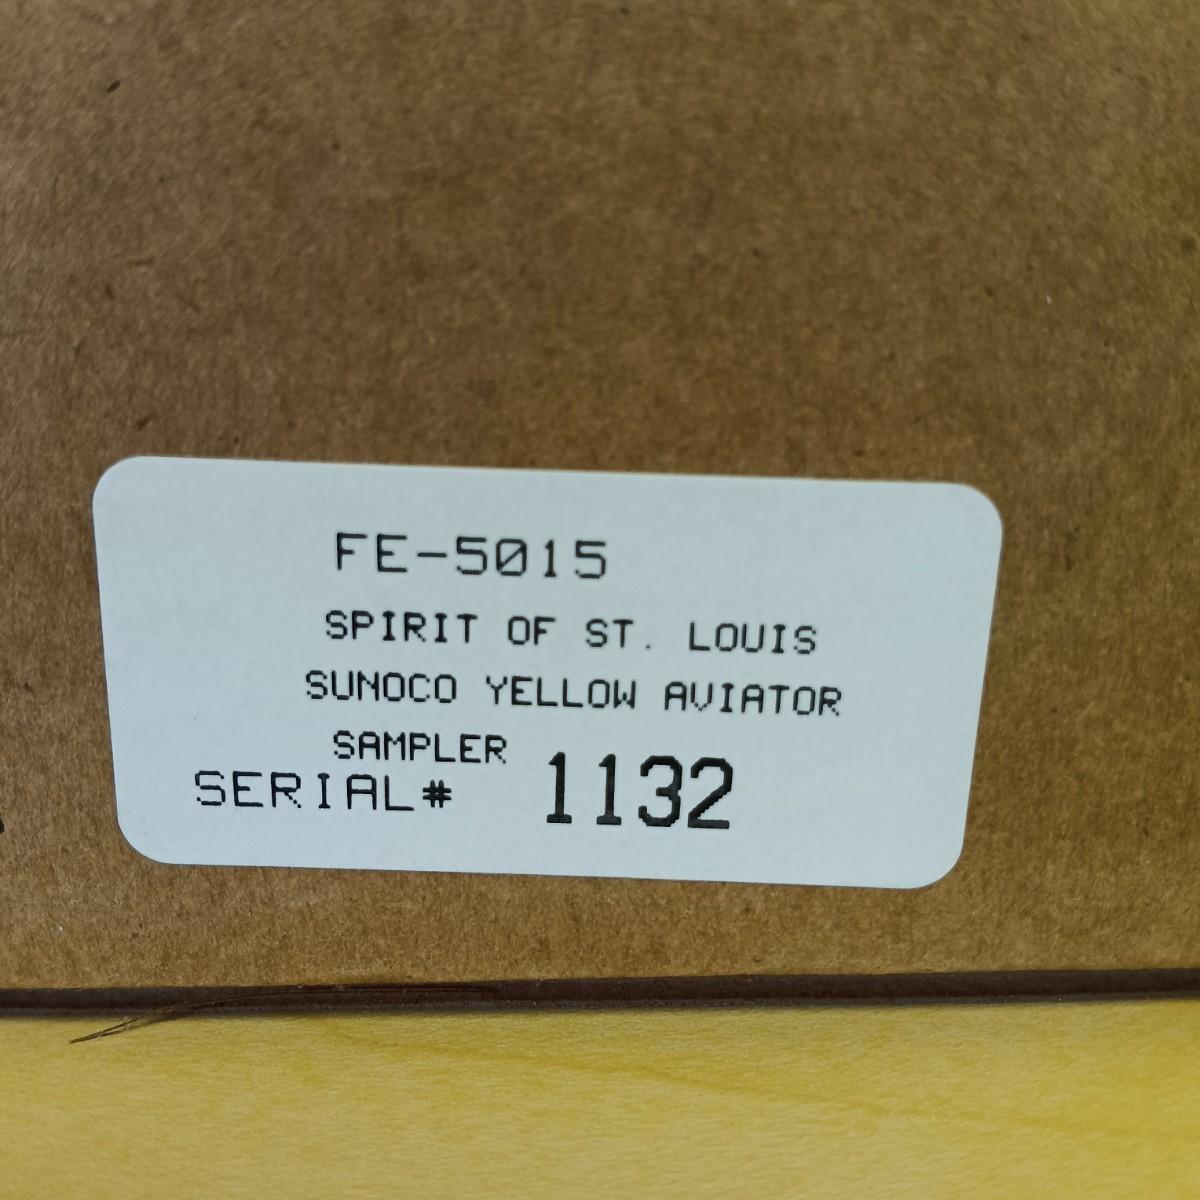 FE-5015
SPIRIT OF ST. LOUIS
SUNOCO YELLOW AVIATOR
SAMPLER
SERIAL# 1132